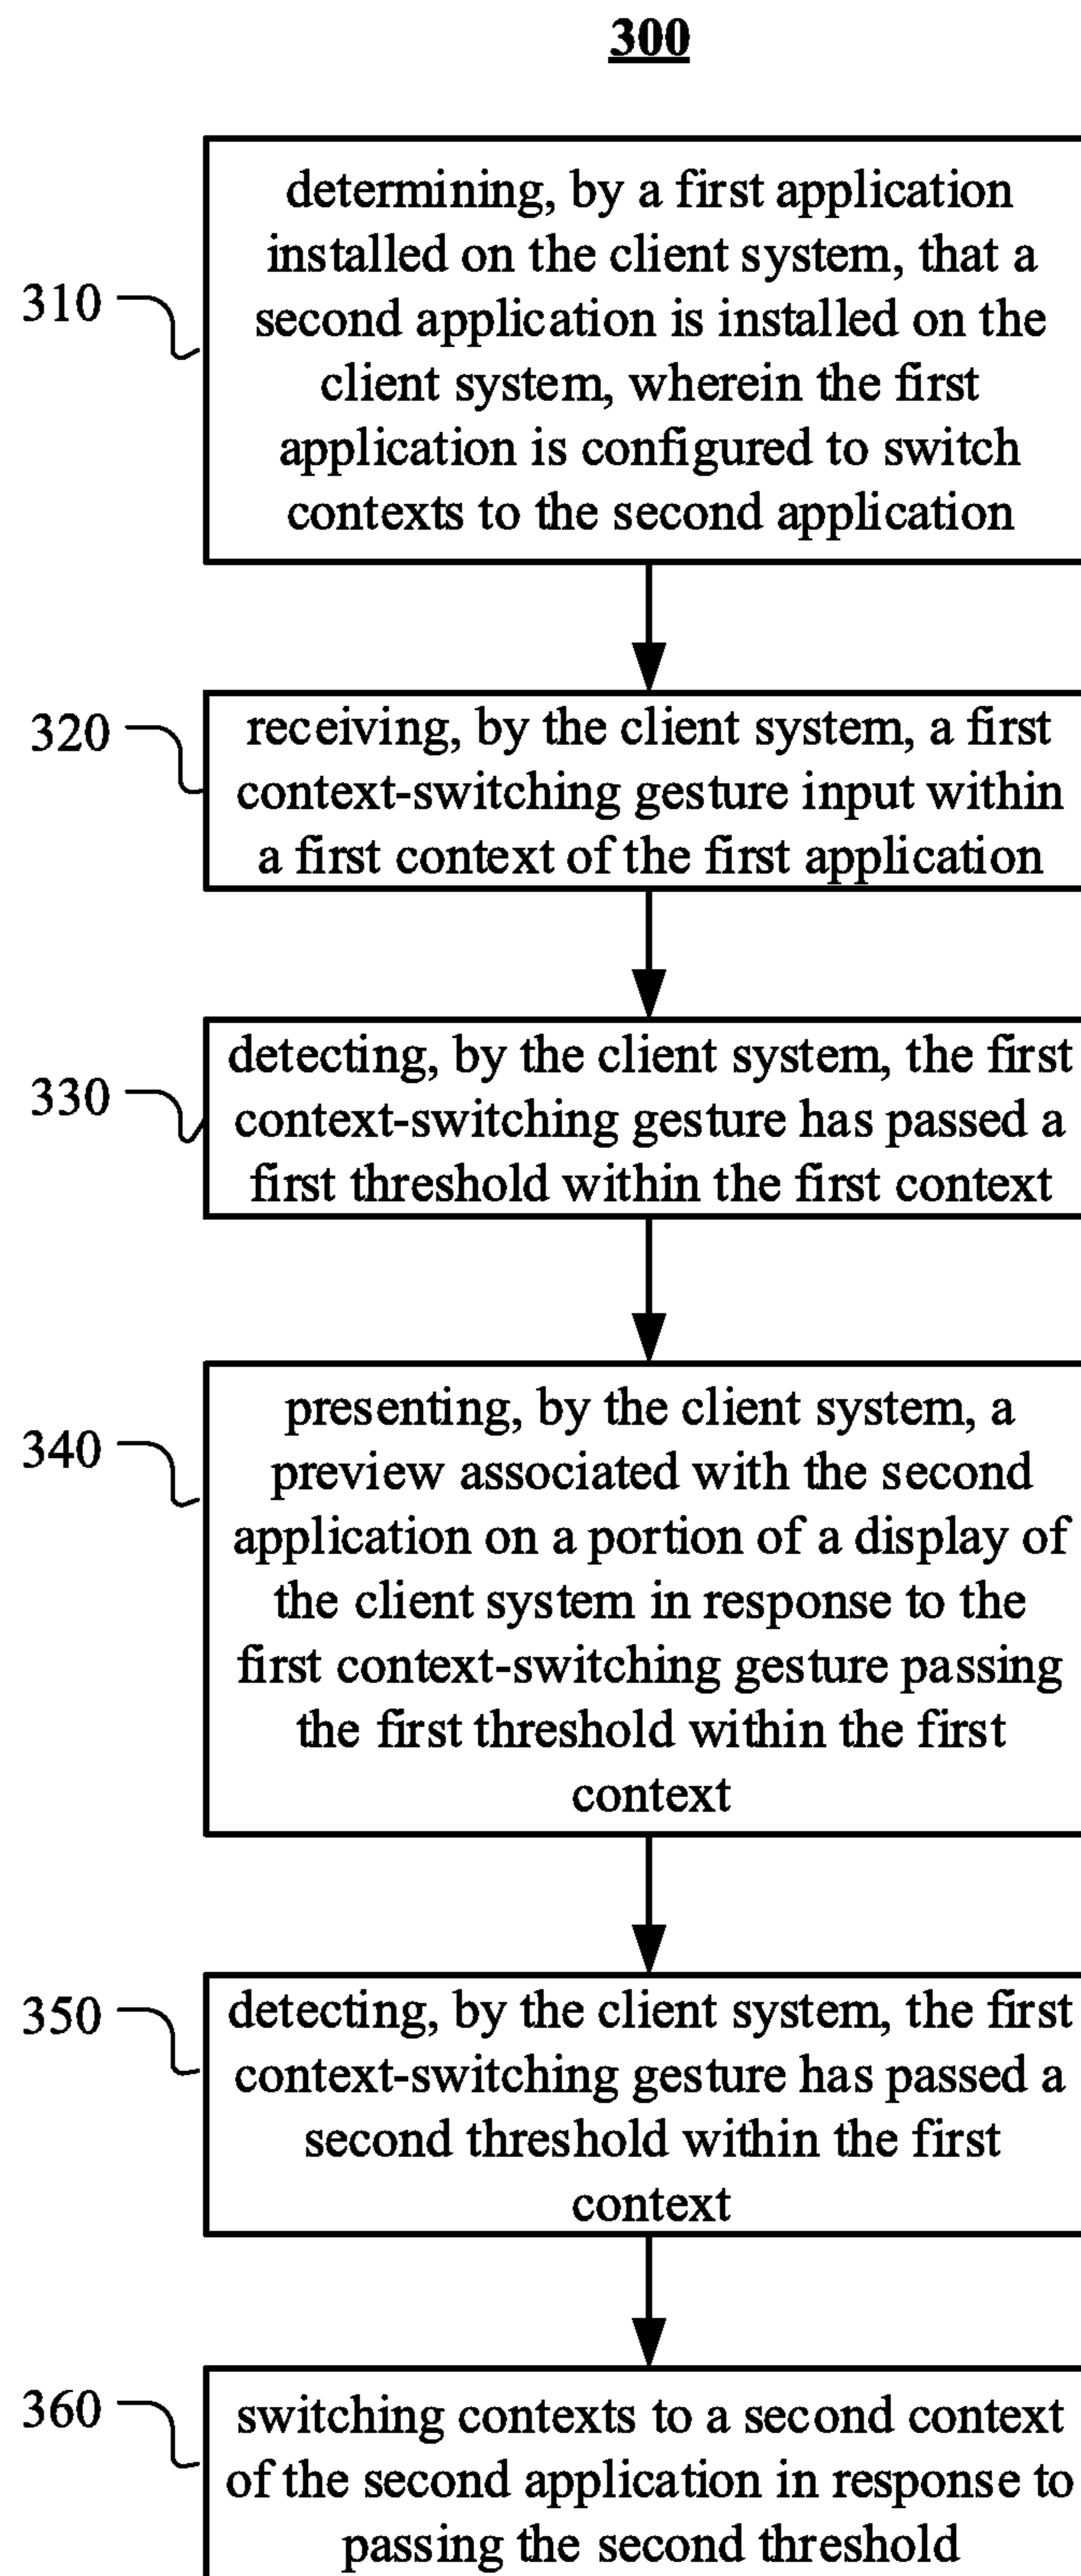 300
310
determining, by a first application
installed on the client system, that a
second application is installed on the
client system, wherein the first
application is configured to switch
contexts to the second application
320
receiving, by the client system, a first
context-switching gesture input within
a first context of the first application
330
detecting, by the client system, the first
context-switching gesture has passed a
first threshold within the first context
340
presenting, by the client system, a
preview associated with the second
application on a portion of a display of
the client system in response to the
first context-switching gesture passing
the first threshold within the first
context
350
detecting, by the client system, the first
context-switching gesture has passed a
second threshold within the first
context
360
switching contexts to a second context
of the second application in response to
passing the second threshold